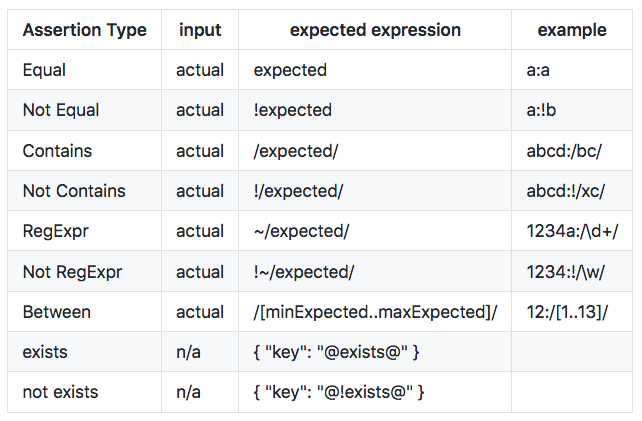 Assertion Type input expected expression example
Equal actual expected a:a
Not Equal actual !expected a:!b
Contains actual /expected/ abcd:/bc/
Not Contains actual !/expected/ abcd:!/xc/
RegExpr actual ~/expected/ 1234a:/\d+/
Not RegExpr actual !~/expected/ 1234:!/\w/
Between actual /[minExpected..maxExpected]/ 12:/[1..13]/
exists n/a { "key": "@exists@" }
not exists n/a { "key": "@!exists@" }